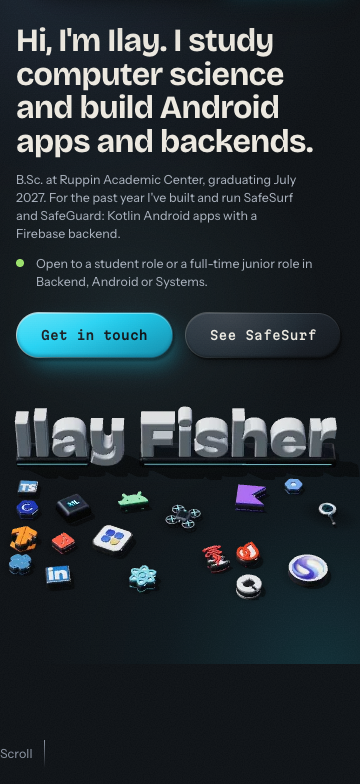 Hi, I'm Ilay. I study
computer science
and build Android
apps and backends.
B.Sc. at Ruppin Academic Center, graduating July
2027. For the past year I've built and run SafeSurf
and SafeGuard: Kotlin Android apps with a
Firebase backend.
Open to a student role or a full-time junior role in
Backend, Android or Systems.
Get in touch
See SafeSurf
Ilay Fisher
TS
C
in
C
Scroll